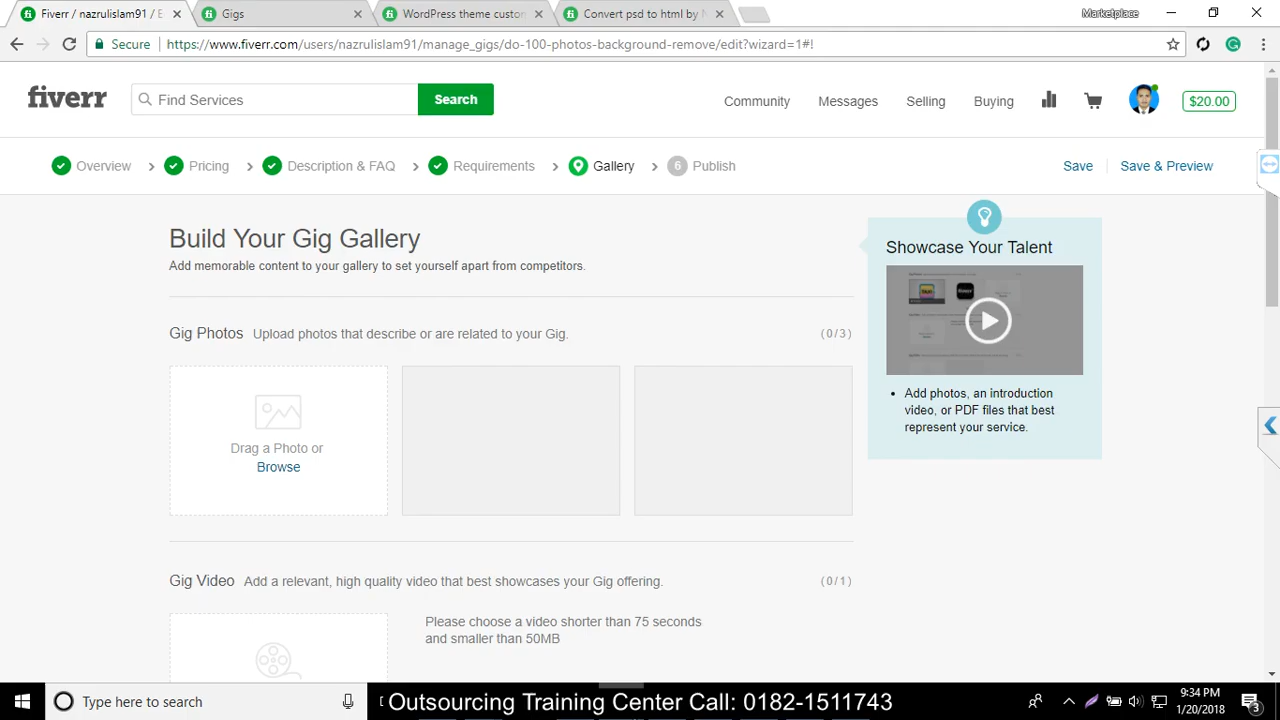 Fiverr / nazrulislam91 / E
Gigs
WordPress theme custon
Convert psd to html by M
Marketplace
Secure
https://www.fiverr.com/users/nazrulislam91/manage_gigs/do-100-photos-background-remove/edit?wizard=1#!
fiverr
Find Services
Search
Community
Messages
Selling
Buying
$20.00
Overview
Pricing
Description & FAQ
Requirements
Gallery
6 Publish
Save
Save & Preview
Build Your Gig Gallery
Add memorable content to your gallery to set yourself apart from competitors.
Showcase Your Talent
• Add photos, an introduction
video, or PDF files that best
represent your service.
Gig Photos Upload photos that describe or are related to your Gig. (0/3)
Drag a Photo or
Browse
Gig Video Add a relevant, high quality video that best showcases your Gig offering. (0/1)
Please choose a video shorter than 75 seconds
and smaller than 50MB
Type here to search
Outsourcing Training Center Call: 0182-1511743
9:34 PM
1/20/2018
3